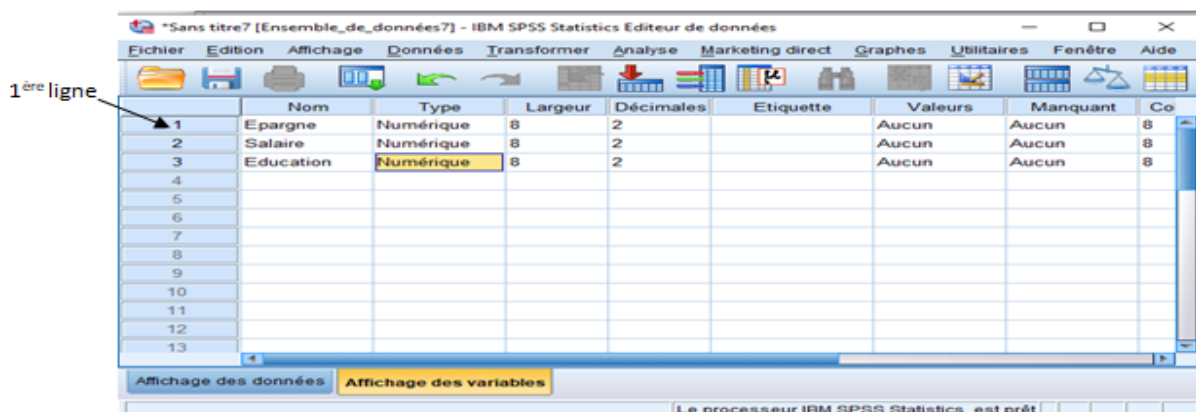 *Sans titre7 [Ensemble_de_données7] - IBM SPSS Statistics Editeur de données
Fichier Edition Affichage Données Transformer Analyse Marketing direct Graphes Utilitaires Fenêtre Aide
1ère ligne
Nom Type Largeur Décimales Etiquette Valeurs Manquant Co
1 Epargne Numérique 8 2 Aucun Aucun 8
2 Salaire Numérique 8 2 Aucun Aucun 8
3 Education Numérique 8 2 Aucun Aucun 8
4
5
6
7
8
9
10
11
12
13
Affichage des données Affichage des variables
Le processeur IBM SPSS Statistics est prêt